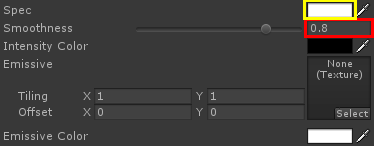 Spec
Smoothness 0.8
Intensity Color
Emissive
None
(Texture)
Tiling X 1 Y 1
Offset X 0 Y 0
Select
Emissive Color